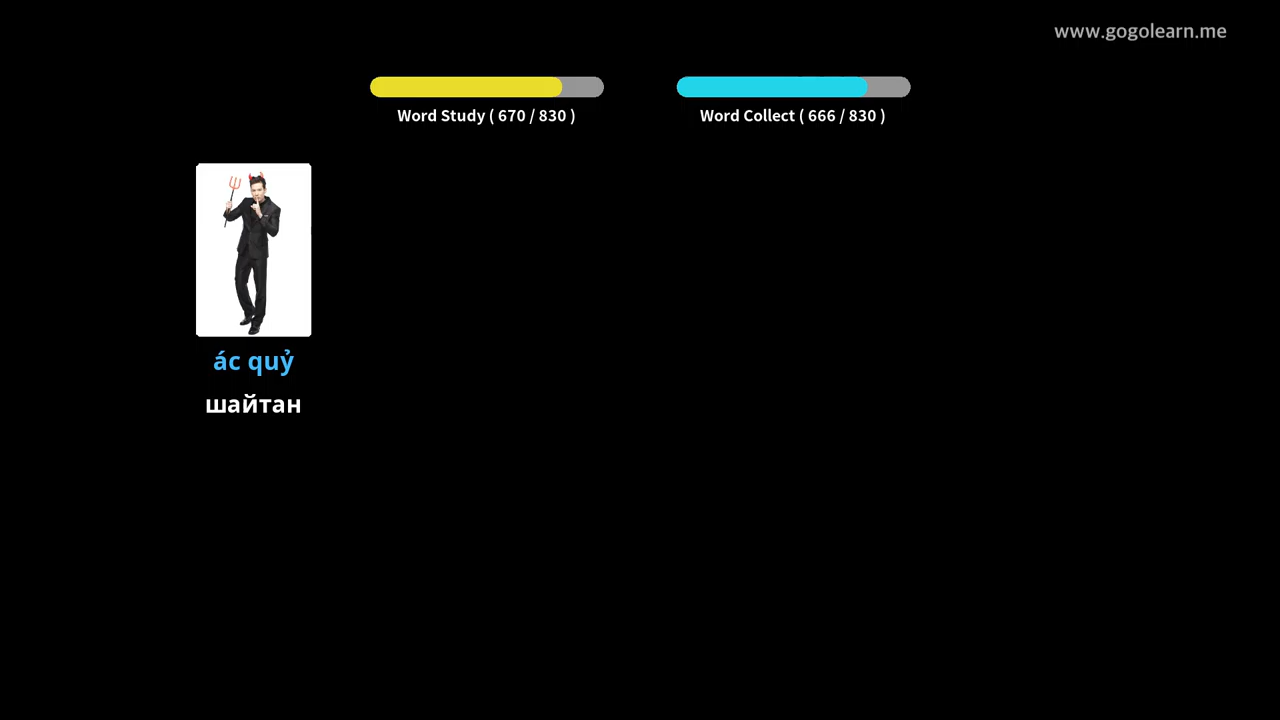 www.gogolearn.me
Word Study ( 670 / 830 )
Word Collect ( 666 / 830 )
ác quỷ
шайтан